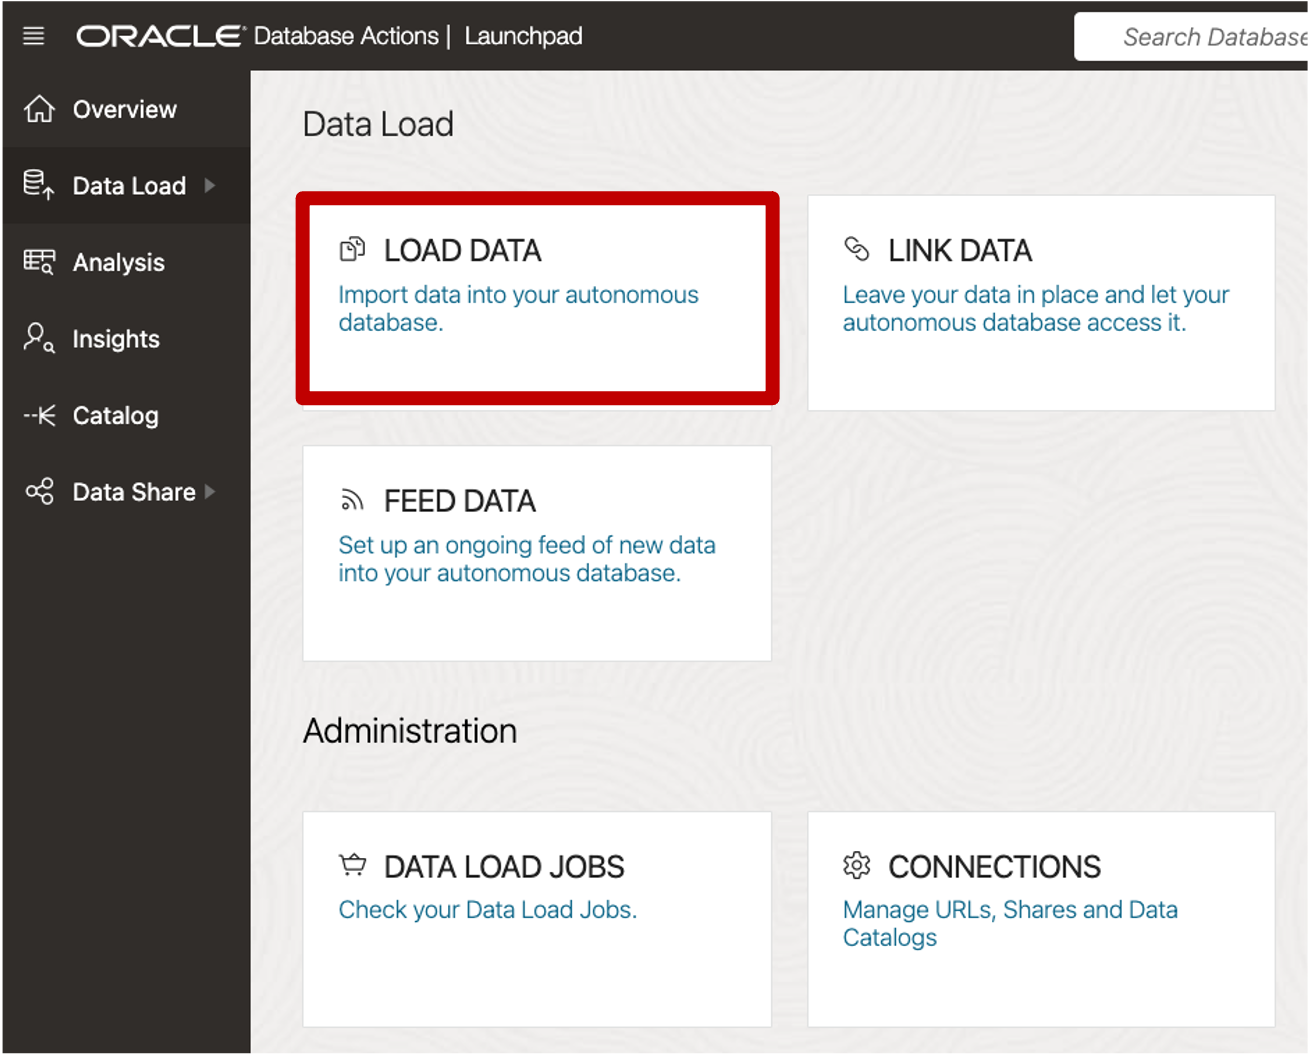 ORACLE Database Actions | Launchpad
Search Database
Overview
Data Load
Analysis
Insights
Catalog
Data Share
Data Load
LOAD DATA
Import data into your autonomous
database.
LINK DATA
Leave your data in place and let your
autonomous database access it.
FEED DATA
Set up an ongoing feed of new data
into your autonomous database.
Administration
DATA LOAD JOBS
Check your Data Load Jobs.
CONNECTIONS
Manage URLs, Shares and Data
Catalogs